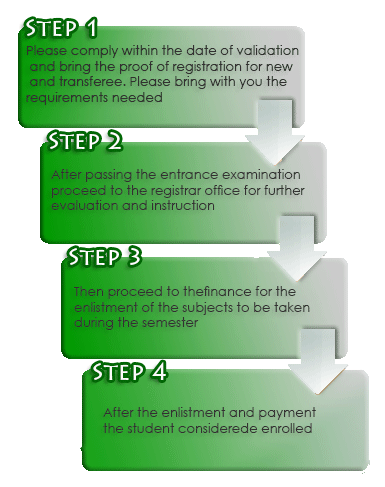 STEP 1
Please comply within the date of validation
and bring the proof of registration for new
and transferee. Please bring with you the
requirements needed
STEP 2
After passing the entrance examination
proceed to the registrar office for further
evaluation and instruction
STEP 3
Then proceed to thefinance for the
enlistment of the subjects to be taken
during the semester
STEP 4
After the enlistment and payment
the student considerede enrolled